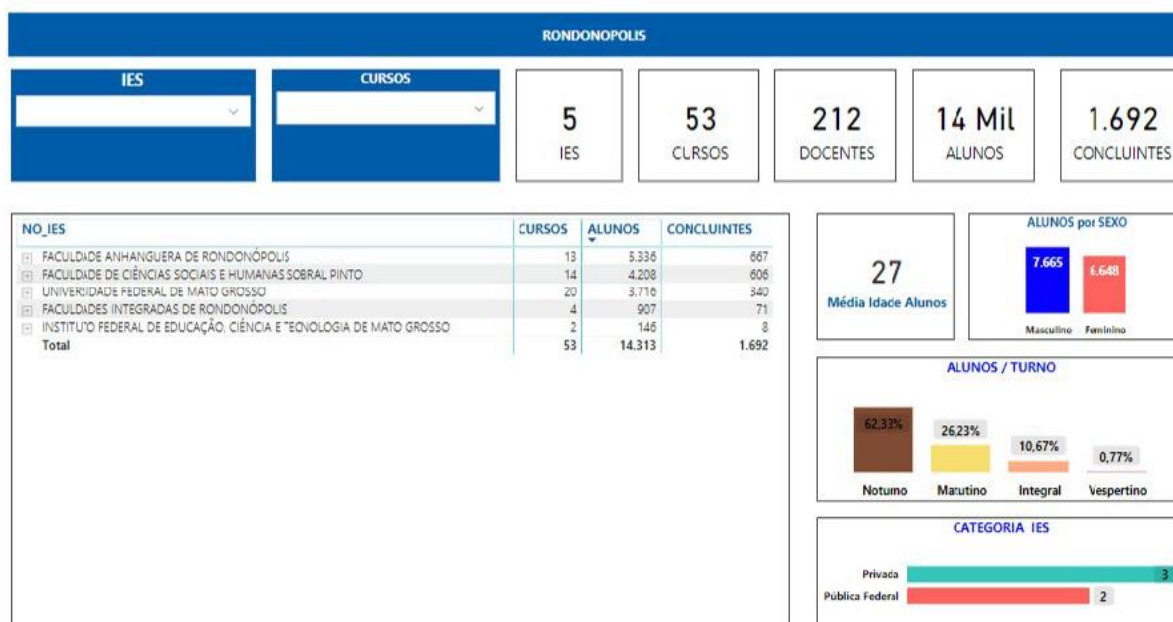 RONDONOPOLIS
IES
CURSOS
5
IES
53
CURSOS
212
DOCENTES
14 Mil
ALUNOS
1.692
CONCLUINTES
NO_IES CURSOS ALUNOS CONCLUINTES
FACULDADE ANHANGUERA DE RONDONÓPOLIS 13 5.336 667
FACULDADE DE CIÊNCIAS SOCIAIS E HUMANAS SOBRAL PINTO 14 4.208 606
UNIVERSIDADE FEDERAL DE MATO GROSSO 20 3.716 340
FACULDADES INTEGRADAS DE RONDONÓPOLIS 4 907 71
INSTITUTO FEDERAL DE EDUCAÇÃO, CIÊNCIA E TECNOLOGIA DE MATO GROSSO 2 146 8
Total 53 14.313 1.692
27
Média Idade Alunos
ALUNOS por SEXO
7.665 6.648
Masculino Feminino
ALUNOS / TURNO
62,33% 26,23% 10,67% 0,77%
Noturno Matutino Integral Vespertino
CATEGORIA IES
Privada 3
Pública Federal 2